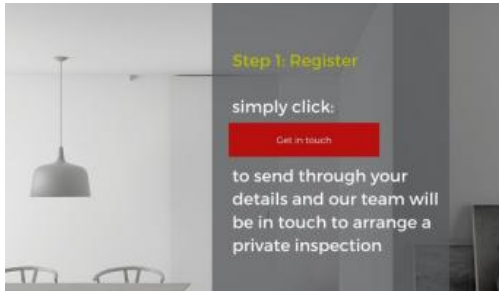 Step 1: Register
simply click:
Get in touch
to send through your
details and our team will
be in touch to arrange a
private inspection